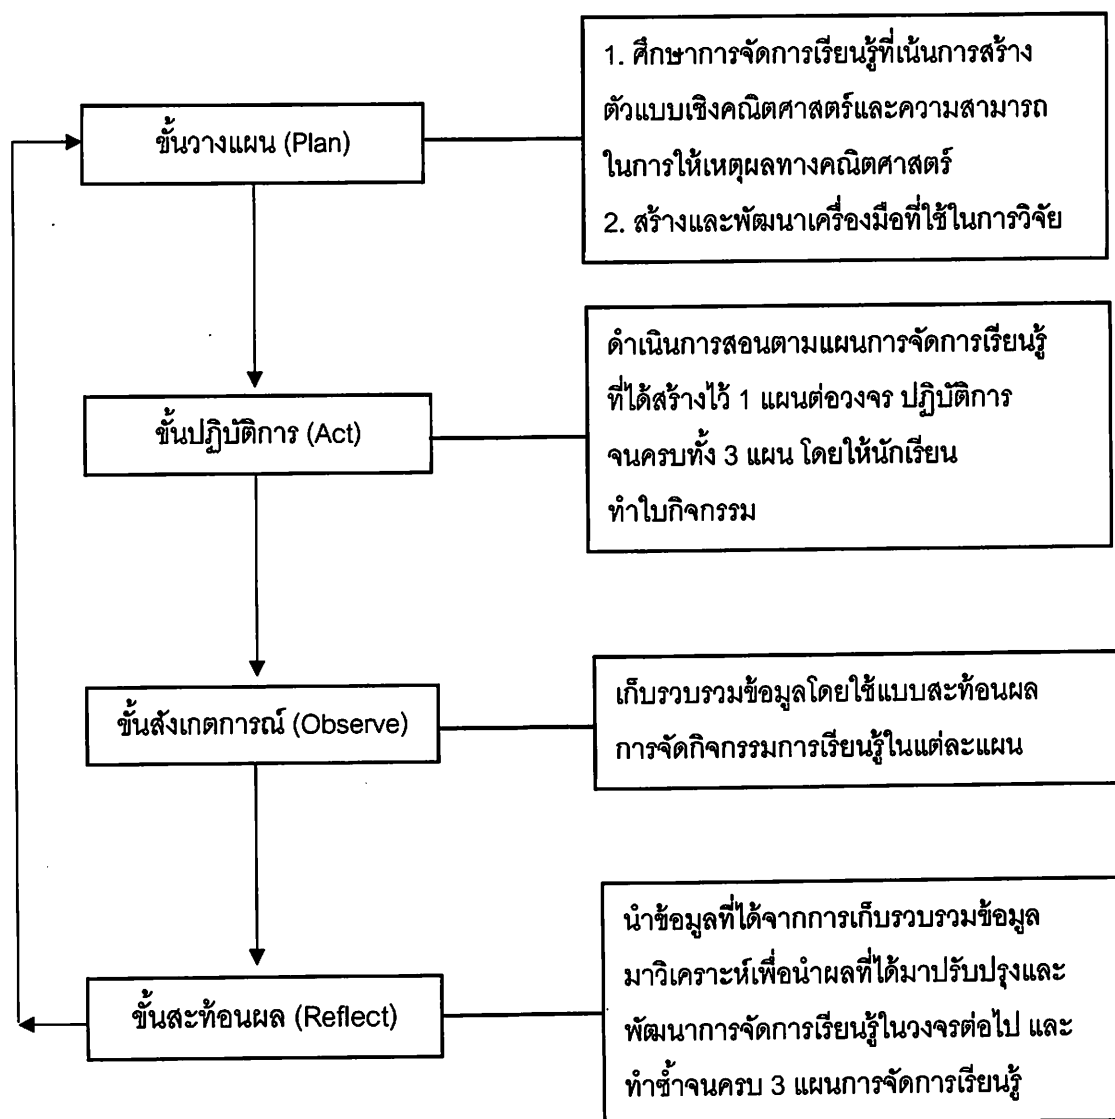 ขั้นวางแผน (Plan)
1. ศึกษาการจัดการเรียนรู้ที่เน้นการสร้าง
ตัวแบบเชิงคณิตศาสตร์และความสามารถ
ในการให้เหตุผลทางคณิตศาสตร์
2. สร้างและพัฒนาเครื่องมือที่ใช้ในการวิจัย
ขั้นปฏิบัติการ (Act)
ดำเนินการสอนตามแผนการจัดการเรียนรู้
ที่ได้สร้างไว้ 1 แผนต่อวงจร ปฏิบัติการ
จนครบทั้ง 3 แผน โดยให้นักเรียน
ทำใบกิจกรรม
ขั้นสังเกตการณ์ (Observe)
เก็บรวบรวมข้อมูลโดยใช้แบบสะท้อนผล
การจัดกิจกรรมการเรียนรู้ในแต่ละแผน
ขั้นสะท้อนผล (Reflect)
นำข้อมูลที่ได้จากการเก็บรวบรวมข้อมูล
มาวิเคราะห์เพื่อนำผลที่ได้มาปรับปรุงและ
พัฒนาการจัดการเรียนรู้ในวงจรต่อไป และ
ทำซ้ำจนครบ 3 แผนการจัดการเรียนรู้